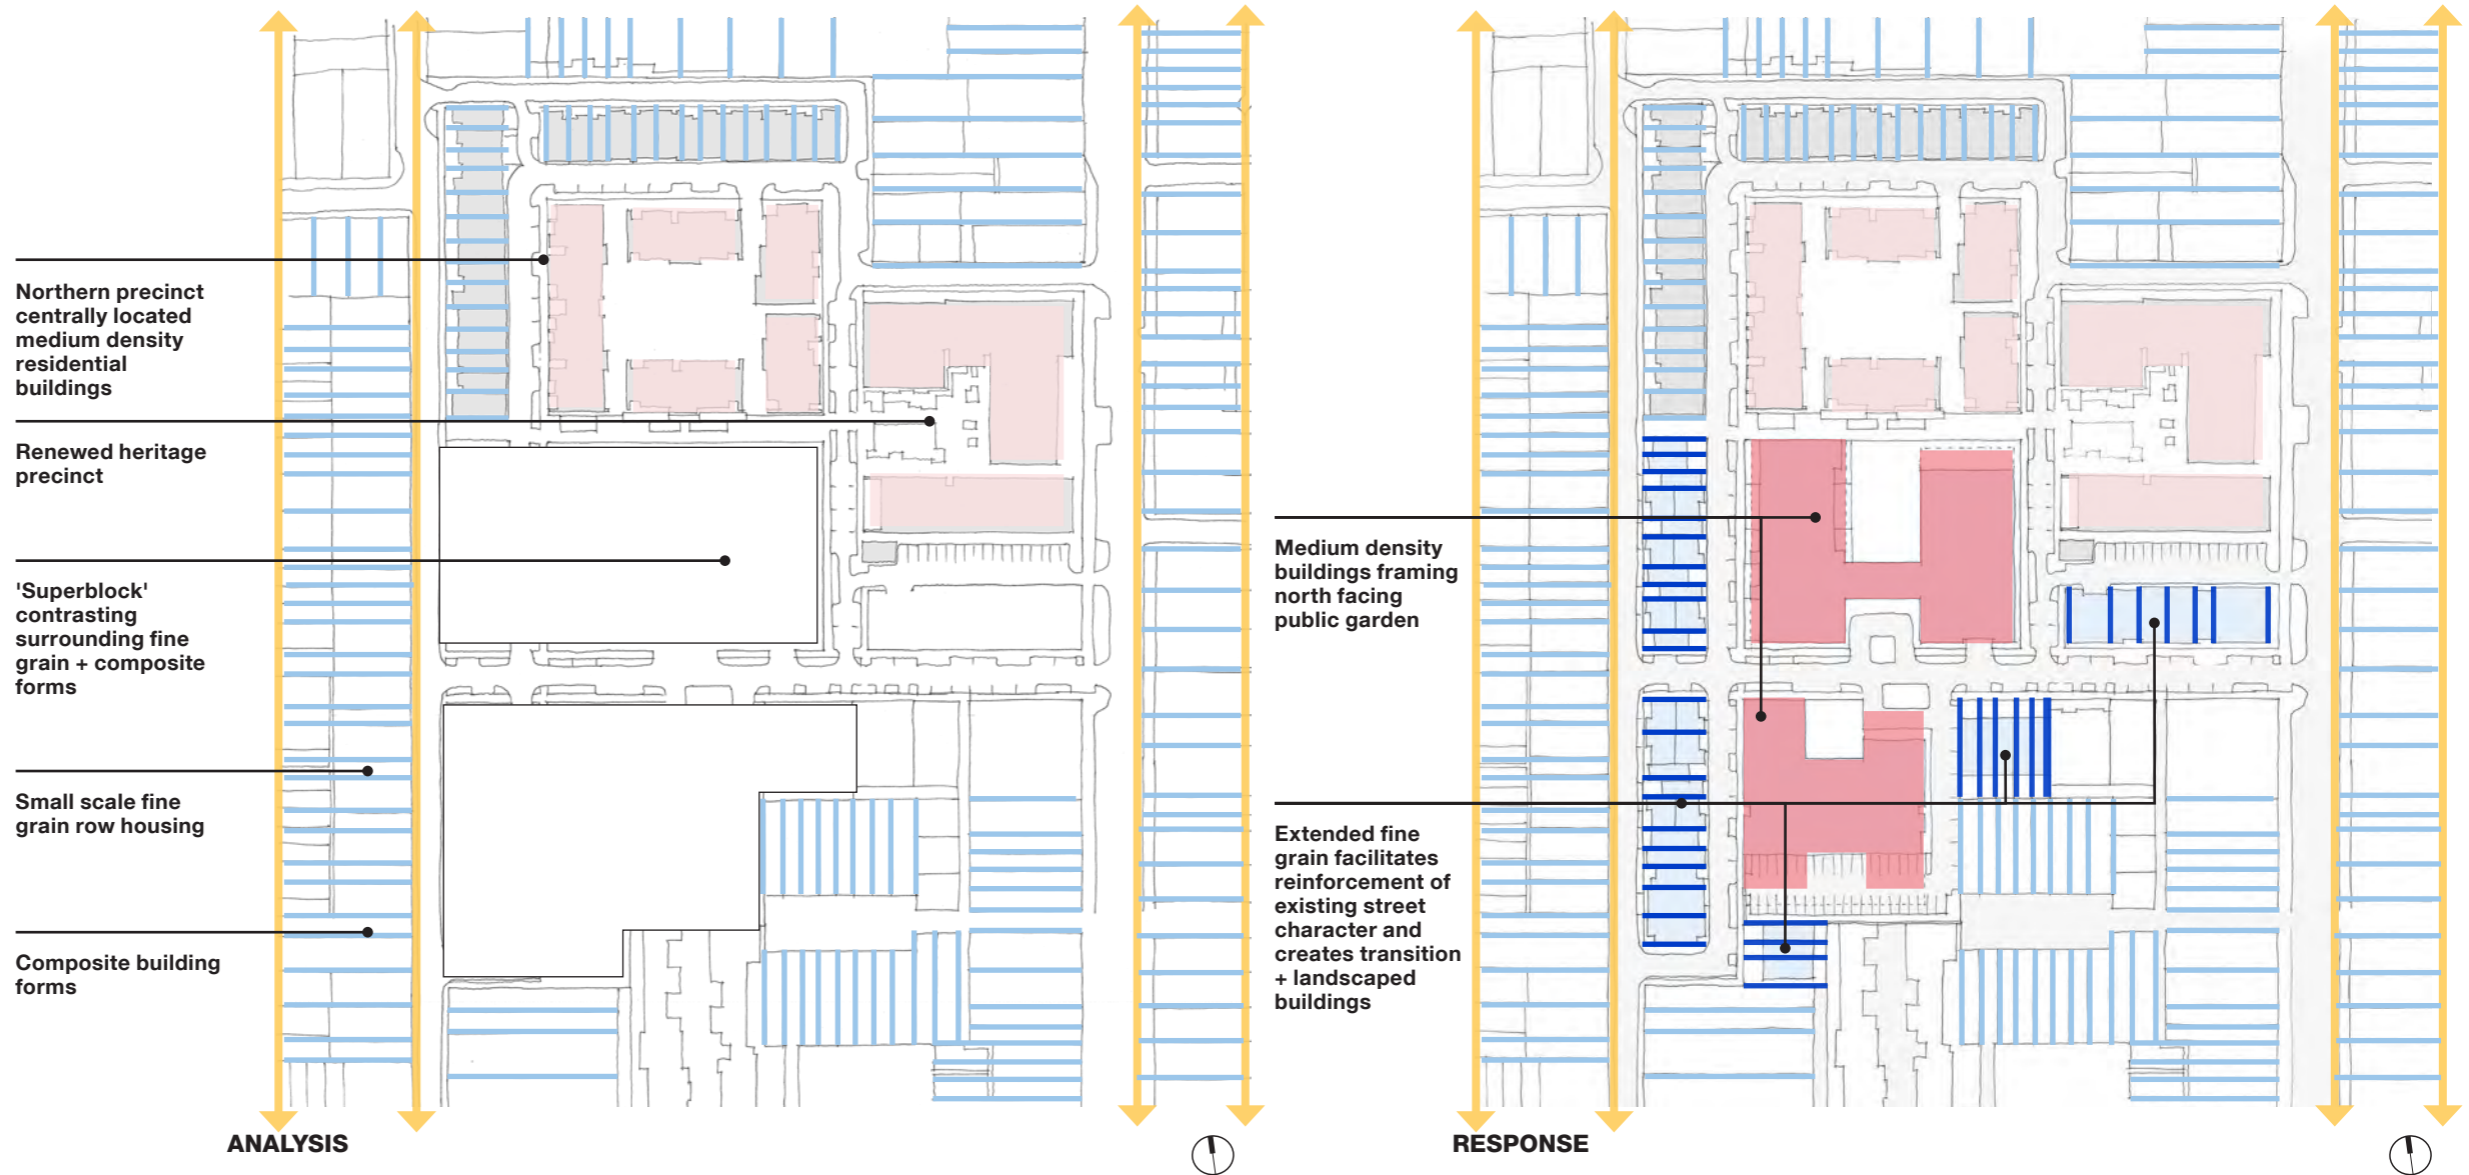 Northern precinct
centrally located
medium density
residential
buildings
Renewed heritage
precinct
'Superblock'
contrasting
surrounding fine
grain + composite
forms
Small scale fine
grain row housing
Composite building
forms
ANALYSIS
Medium density
buildings framing
north facing
public garden
Extended fine
grain facilitates
reinforcement of
existing street
character and
creates transition
+ landscaped
buildings
RESPONSE